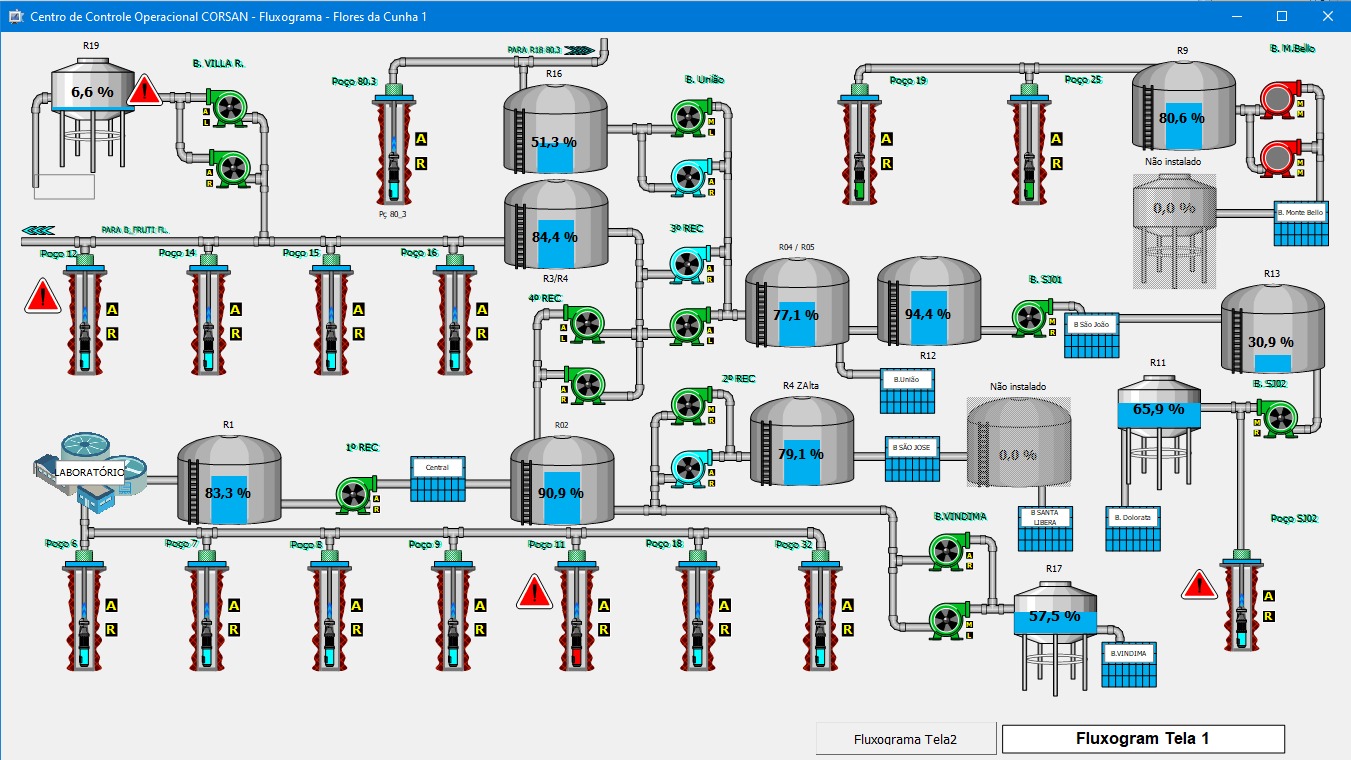 Centro de Controle Operacional CORSAN - Fluxograma - Flores da Cunha 1
R19
B. VILLA R.
6,6 %
A
L
A
R
PARA R18 80.3
Poço 80.3
A
R
Pç 80_3
R16
51,3 %
84,4 %
R3/R4
B. União
M
L
A
R
3º REC
A
R
A
L
Poço 19
A
R
Poço 25
A
R
R9
80,6 %
B. M.Bello
M
M
Não instalado
0,0 %
B. Monte Bello
PARA B_FRUTI FL.
Poço 12
A
R
Poço 14
A
R
Poço 15
A
R
Poço 16
A
R
4º REC
A
L
A
R
R04 / R05
77,1 %
94,4 %
R12
B.União
B. SJ01
M
R
B São João
R13
30,9 %
B. SJ02
M
R
R11
65,9 %
B. Dolorata
Poço SJ02
A
R
2º REC
M
R
A
R
R4 ZAlta
79,1 %
B SÃO JOSE
Não instalado
0,0 %
B SANTA
LIBERA
LABORATÓRIO
R1
83,3 %
1º REC
A
R
Central
R02
90,9 %
Poço 6
A
R
Poço 7
A
R
Poço 8
A
R
Poço 9
A
R
Poço 11
A
R
Poço 18
A
R
Poço 32
A
R
B.VINDIMA
A
R
M
L
R17
57,5 %
B.VINDIMA
Fluxograma Tela2
Fluxogram Tela 1